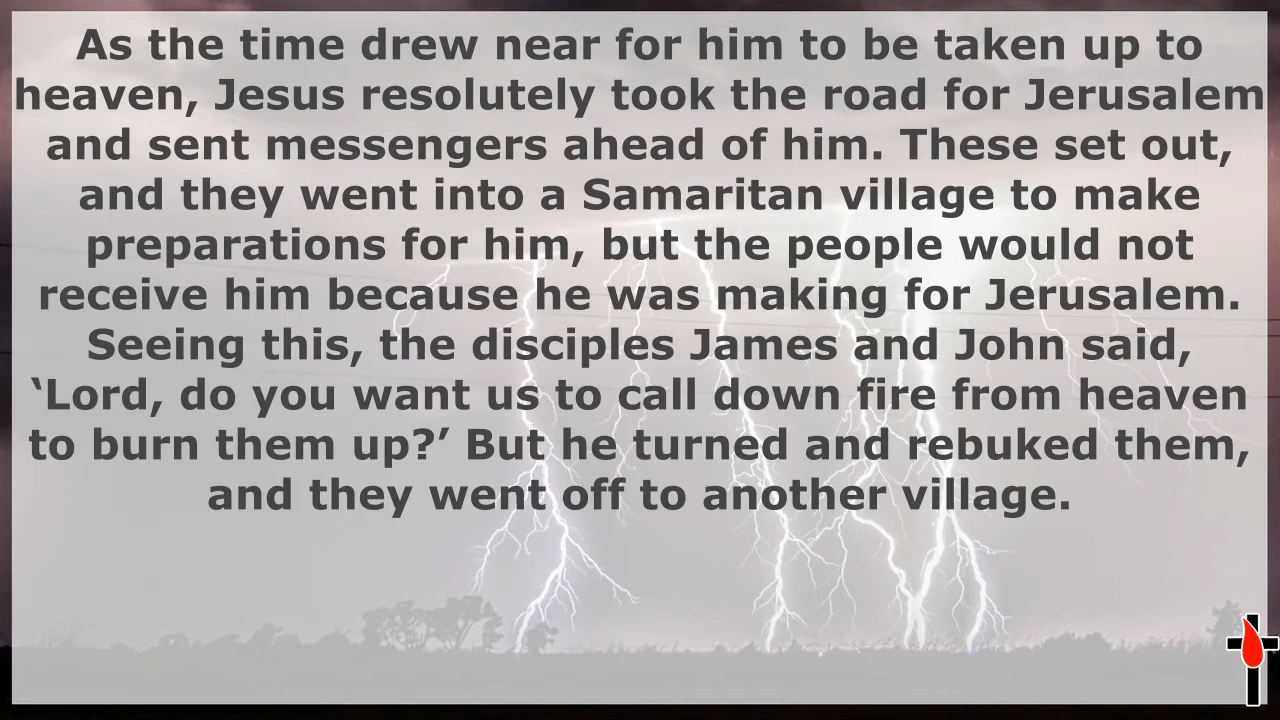 As the time drew near for him to be taken up to
heaven, Jesus resolutely took the road for Jerusalem
and sent messengers ahead of him. These set out,
and they went into a Samaritan village to make
preparations for him, but the people would not
receive him because he was making for Jerusalem.
Seeing this, the disciples James and John said,
‘Lord, do you want us to call down fire from heaven
to burn them up?’ But he turned and rebuked them,
and they went off to another village.